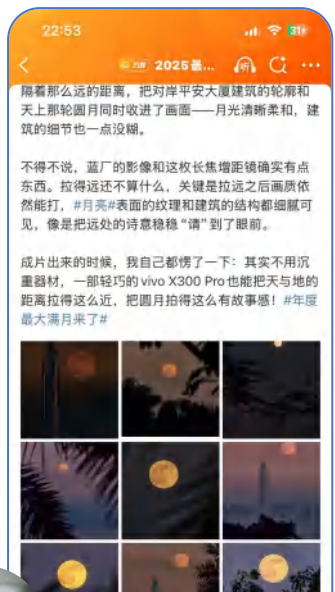 22:53
31
2025最...
听
隔着那么远的距离，把对岸平安大厦建筑的轮廓和
天上那轮圆月同时收进了画面——月光清晰柔和，建
筑的细节也一点没糊。
不得不说，蓝厂的影像和这枚长焦增距镜确实有点
东西。拉得远还不算什么，关键是拉远之后画质依
然能打，#月亮#表面的纹理和建筑的结构都细腻可
见，像是把远处的诗意稳稳“请”到了眼前。
成片出来的时候，我自己都愣了一下：其实不用沉
重器材，一部轻巧的vivo X300 Pro也能把天与地的
距离拉得这么近，把圆月拍得这么有故事感！#年度
最大满月来了#